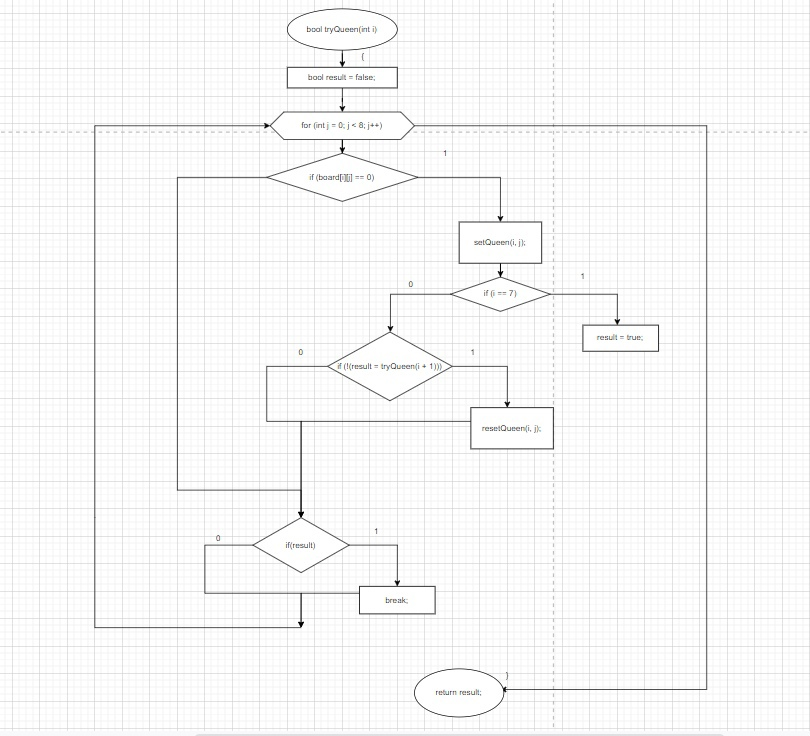 bool tryQueen(int i)
{
bool result = false;
for (int j = 0; j < 8; j++)
1
if (board[i][j] == 0)
setQueen(i, j);
1
0
if (i == 7)
result = true;
0
1
if (!(result = tryQueen(i + 1)))
resetQueen(i, j);
1
0
if(result)
break;
}
return result;